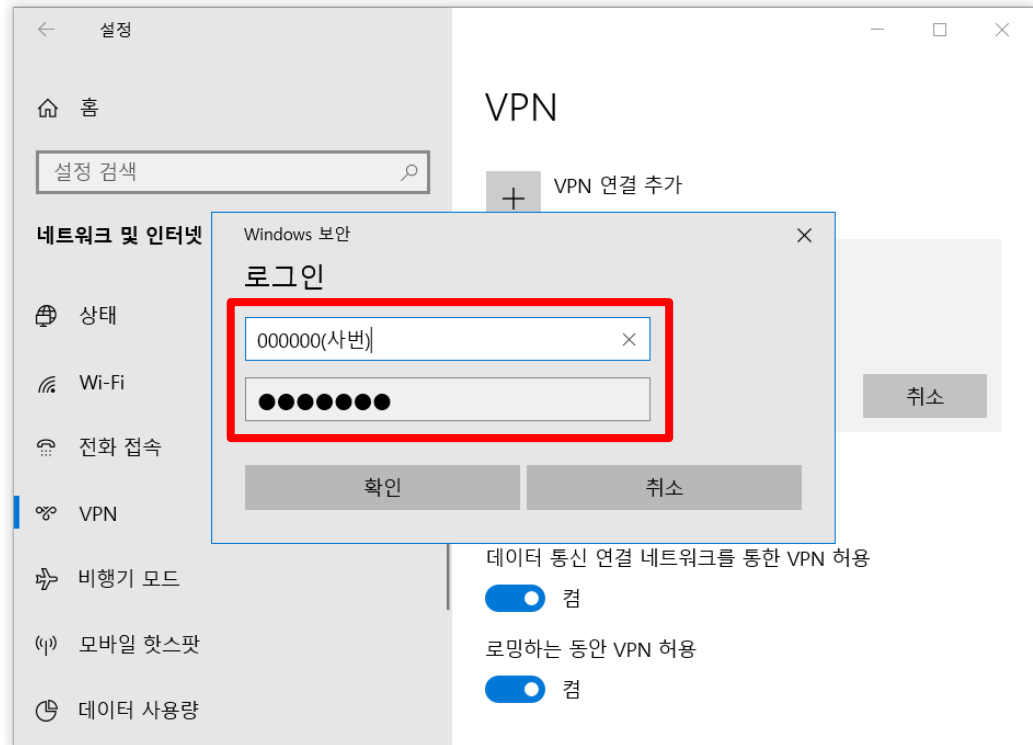 설정
홈
설정 검색
네트워크 및 인터넷
상태
Wi-Fi
전화 접속
VPN
비행기 모드
모바일 핫스팟
데이터 사용량
VPN
VPN 연결 추가
취소
Windows 보안
로그인
000000(사번)
●●●●●●●
확인
취소
데이터 통신 연결 네트워크를 통한 VPN 허용
켬
로밍하는 동안 VPN 허용
켬